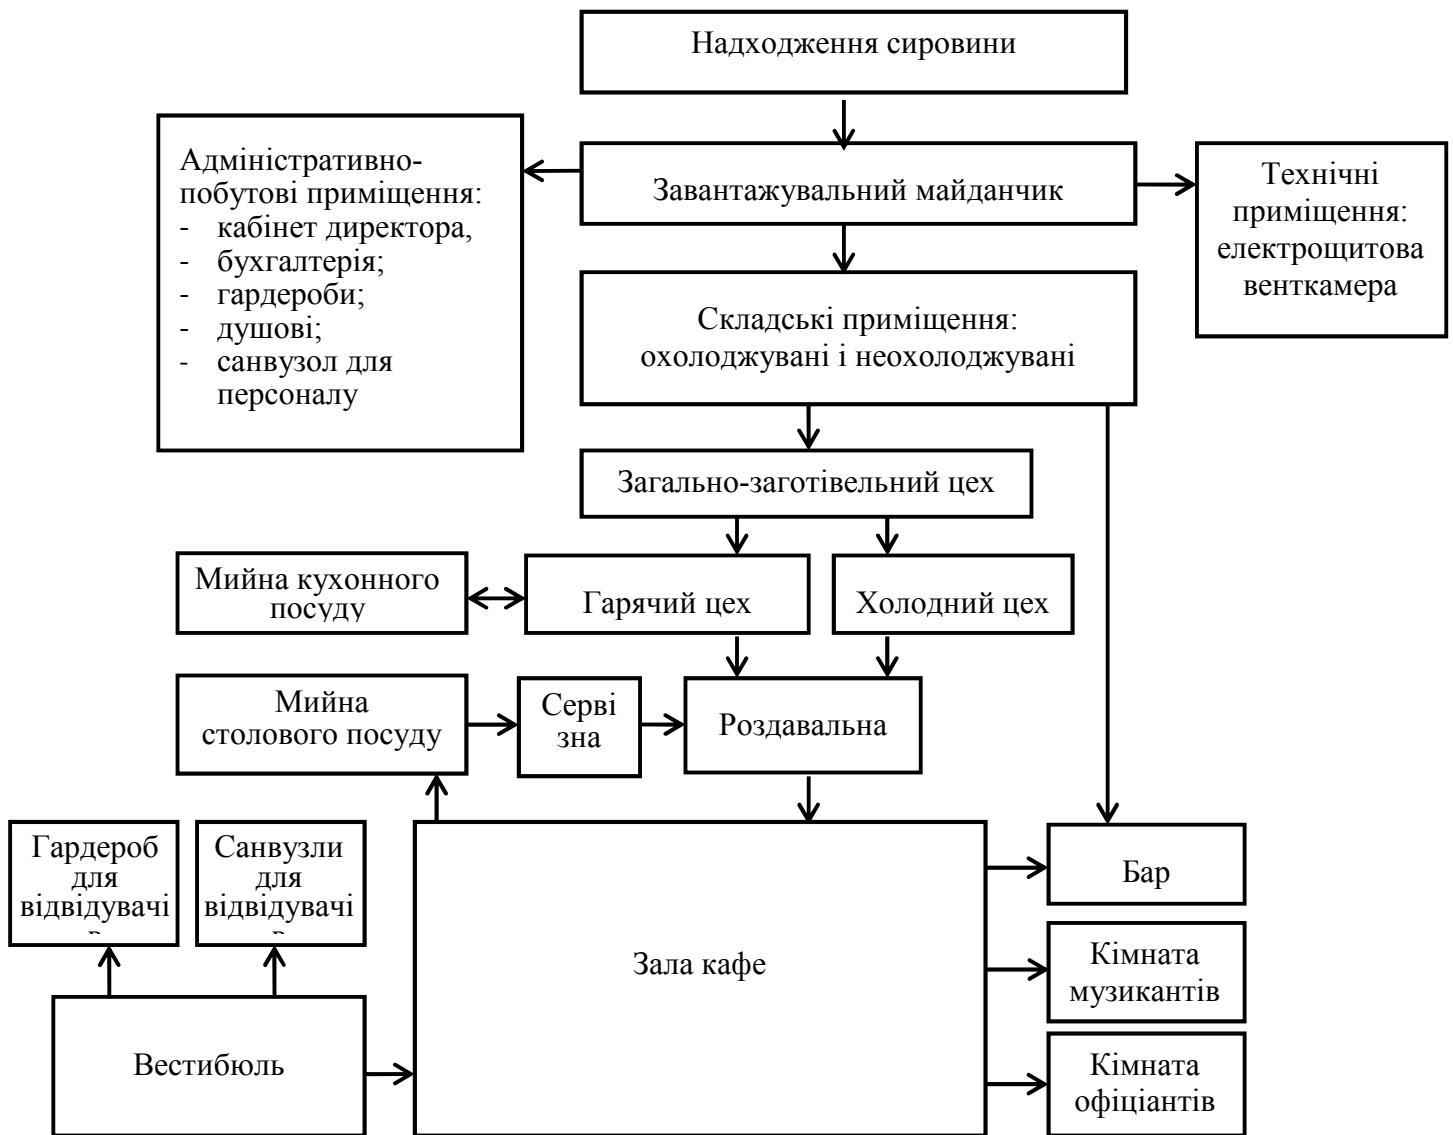 Надходження сировини
Адміністративно-
побутові приміщення:
- кабінет директора,
- бухгалтерія;
- гардероби;
- душові;
- санвузол для
персоналу
Завантажувальний майданчик
Технічні
приміщення:
електрощитова
венткамера
Складські приміщення:
охолоджувані і неохолоджувані
Загально-заготівельний цех
Мийна кухонного
посуду
Гарячий цех
Холодний цех
Мийна
столового посуду
Серві
зна
Роздавальна
Гардероб
для
відвідувачі
Санвузли
для
відвідувачі
Зала кафе
Бар
Кімната
музикантів
Вестибюль
Кімната
офіціантів